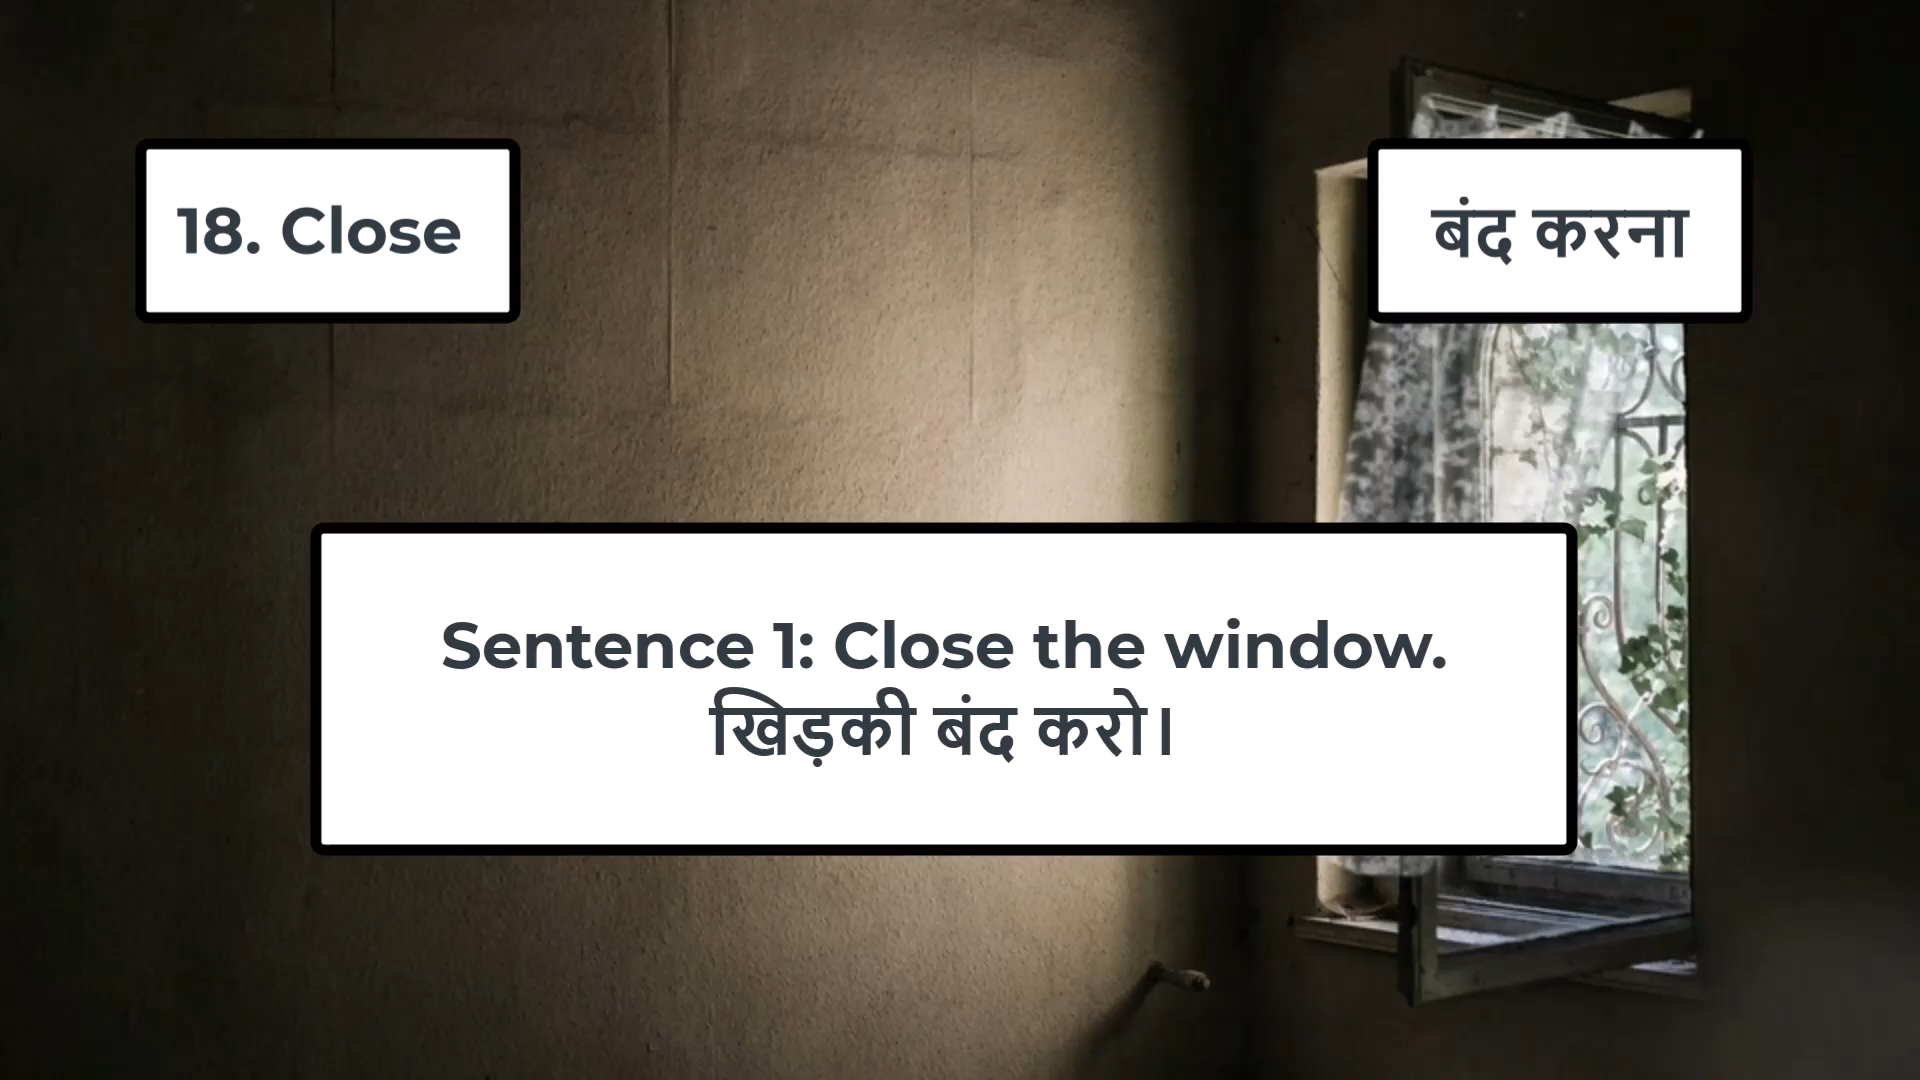 18. Close
बंद करना
Sentence 1: Close the window.
खिड़की बंद करो।